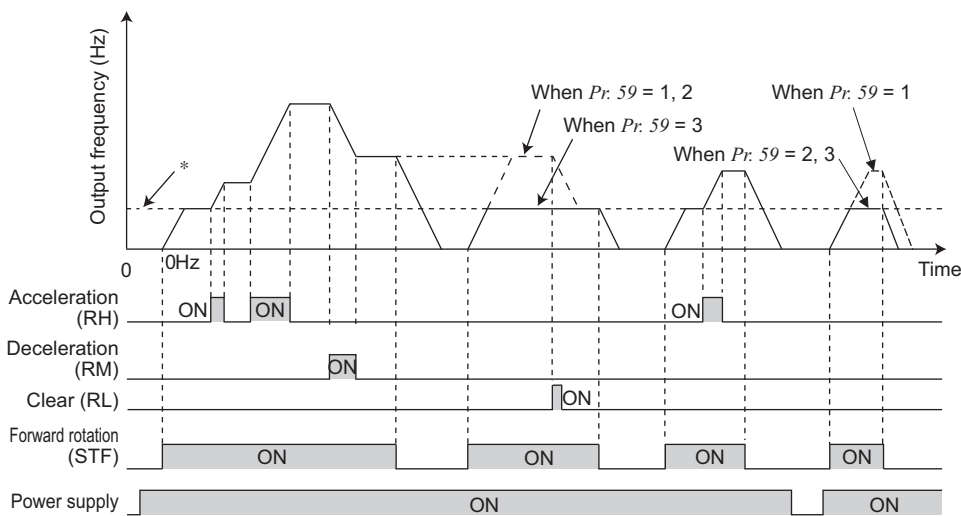 Output frequency (Hz)
When Pr. 59 = 1, 2
When Pr. 59 = 1
When Pr. 59 = 3
When Pr. 59 = 2, 3
*
0
0Hz
Time
Acceleration
(RH)
ON
ON
ON
Deceleration
(RM)
ON
Clear (RL)
ON
Forward rotation
(STF)
ON
ON
ON
ON
Power supply
ON
ON